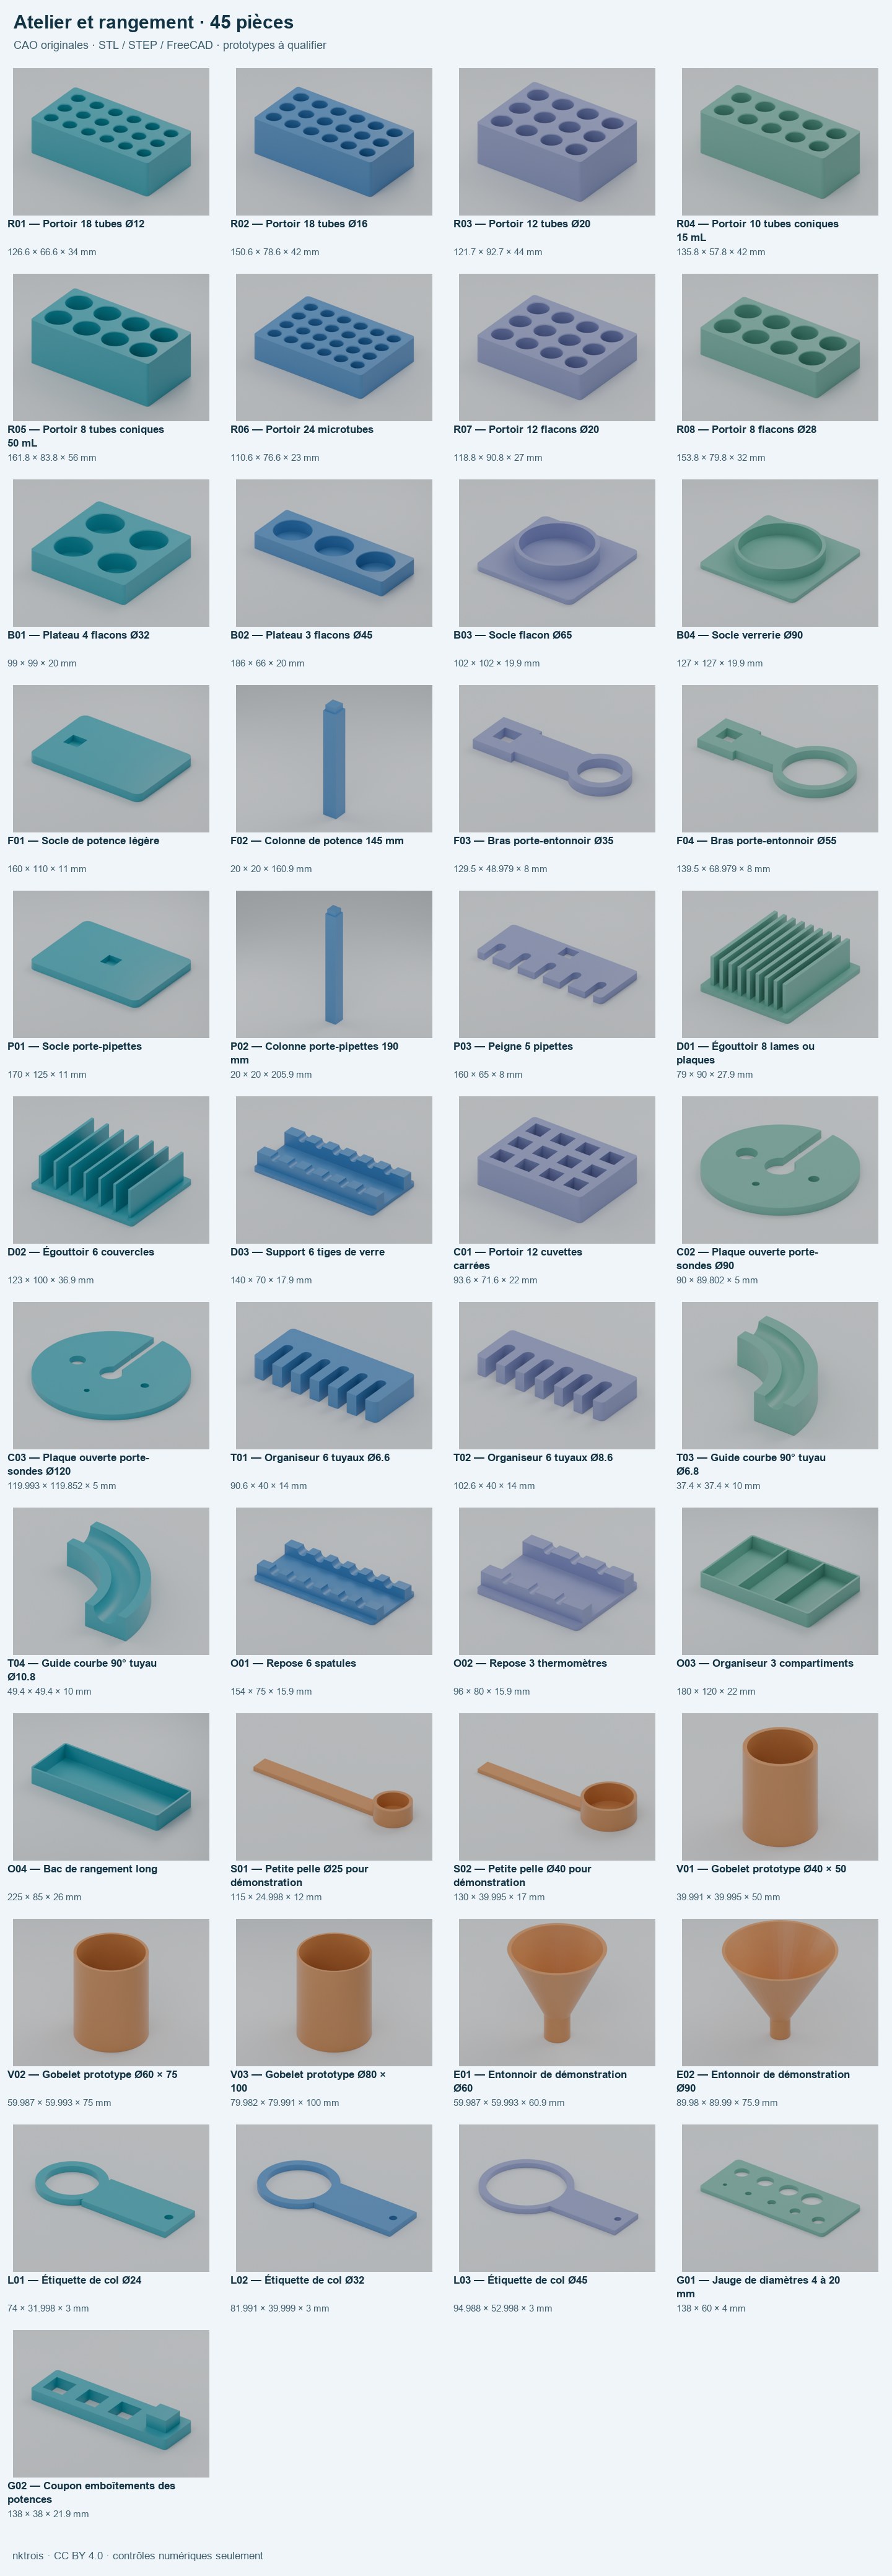 Atelier et rangement · 45 pièces
CAO originales · STL / STEP / FreeCAD · prototypes à qualifier
R01 — Portoir 18 tubes Ø12
126.6 × 66.6 × 34 mm
R02 — Portoir 18 tubes Ø16
150.6 × 78.6 × 42 mm
R03 — Portoir 12 tubes Ø20
121.7 × 92.7 × 44 mm
R04 — Portoir 10 tubes coniques
15 mL
135.8 × 57.8 × 42 mm
R05 — Portoir 8 tubes coniques
50 mL
161.8 × 83.8 × 56 mm
R06 — Portoir 24 microtubes
110.6 × 76.6 × 23 mm
R07 — Portoir 12 flacons Ø20
118.8 × 90.8 × 27 mm
R08 — Portoir 8 flacons Ø28
153.8 × 79.8 × 32 mm
B01 — Plateau 4 flacons Ø32
99 × 99 × 20 mm
B02 — Plateau 3 flacons Ø45
186 × 66 × 20 mm
B03 — Socle flacon Ø65
102 × 102 × 19.9 mm
B04 — Socle verrerie Ø90
127 × 127 × 19.9 mm
F01 — Socle de potence légère
160 × 110 × 11 mm
F02 — Colonne de potence 145 mm
20 × 20 × 160.9 mm
F03 — Bras porte-entonnoir Ø35
129.5 × 48.979 × 8 mm
F04 — Bras porte-entonnoir Ø55
139.5 × 68.979 × 8 mm
P01 — Socle porte-pipettes
170 × 125 × 11 mm
P02 — Colonne porte-pipettes 190
mm
20 × 20 × 205.9 mm
P03 — Peigne 5 pipettes
160 × 65 × 8 mm
D01 — Égouttoir 8 lames ou
plaques
79 × 90 × 27.9 mm
D02 — Égouttoir 6 couvercles
123 × 100 × 36.9 mm
D03 — Support 6 tiges de verre
140 × 70 × 17.9 mm
C01 — Portoir 12 cuvettes
carrées
93.6 × 71.6 × 22 mm
C02 — Plaque ouverte porte-
sondes Ø90
90 × 89.802 × 5 mm
C03 — Plaque ouverte porte-
sondes Ø120
119.993 × 119.852 × 5 mm
T01 — Organiseur 6 tuyaux Ø6.6
90.6 × 40 × 14 mm
T02 — Organiseur 6 tuyaux Ø8.6
102.6 × 40 × 14 mm
T03 — Guide courbe 90° tuyau
Ø6.8
37.4 × 37.4 × 10 mm
T04 — Guide courbe 90° tuyau
Ø10.8
49.4 × 49.4 × 10 mm
O01 — Repose 6 spatules
154 × 75 × 15.9 mm
O02 — Repose 3 thermomètres
96 × 80 × 15.9 mm
O03 — Organiseur 3 compartiments
180 × 120 × 22 mm
O04 — Bac de rangement long
225 × 85 × 26 mm
S01 — Petite pelle Ø25 pour
démonstration
115 × 24.998 × 12 mm
S02 — Petite pelle Ø40 pour
démonstration
130 × 39.995 × 17 mm
V01 — Gobelet prototype Ø40 × 50
39.991 × 39.995 × 50 mm
V02 — Gobelet prototype Ø60 × 75
59.987 × 59.993 × 75 mm
V03 — Gobelet prototype Ø80 ×
100
79.982 × 79.991 × 100 mm
E01 — Entonnoir de démonstration
Ø60
59.987 × 59.993 × 60.9 mm
E02 — Entonnoir de démonstration
Ø90
89.98 × 89.99 × 75.9 mm
L01 — Étiquette de col Ø24
74 × 31.998 × 3 mm
L02 — Étiquette de col Ø32
81.991 × 39.999 × 3 mm
L03 — Étiquette de col Ø45
94.988 × 52.998 × 3 mm
G01 — Jauge de diamètres 4 à 20
mm
138 × 60 × 4 mm
G02 — Coupon emboîtements des
potences
138 × 38 × 21.9 mm
nktrois · CC BY 4.0 · contrôles numériques seulement